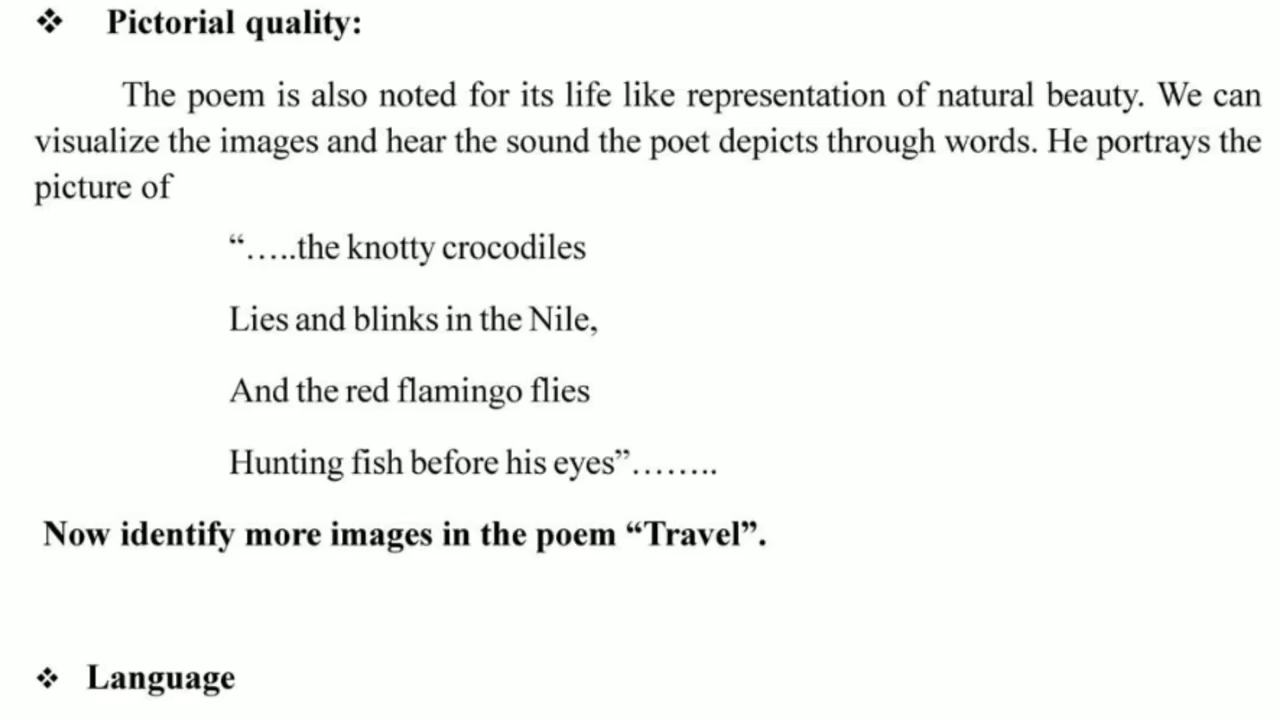 ❖ Pictorial quality:
The poem is also noted for its life like representation of natural beauty. We can
visualize the images and hear the sound the poet depicts through words. He portrays the
picture of
“…..the knotty crocodiles
Lies and blinks in the Nile,
And the red flamingo flies
Hunting fish before his eyes”……..
Now identify more images in the poem “Travel”.
❖ Language